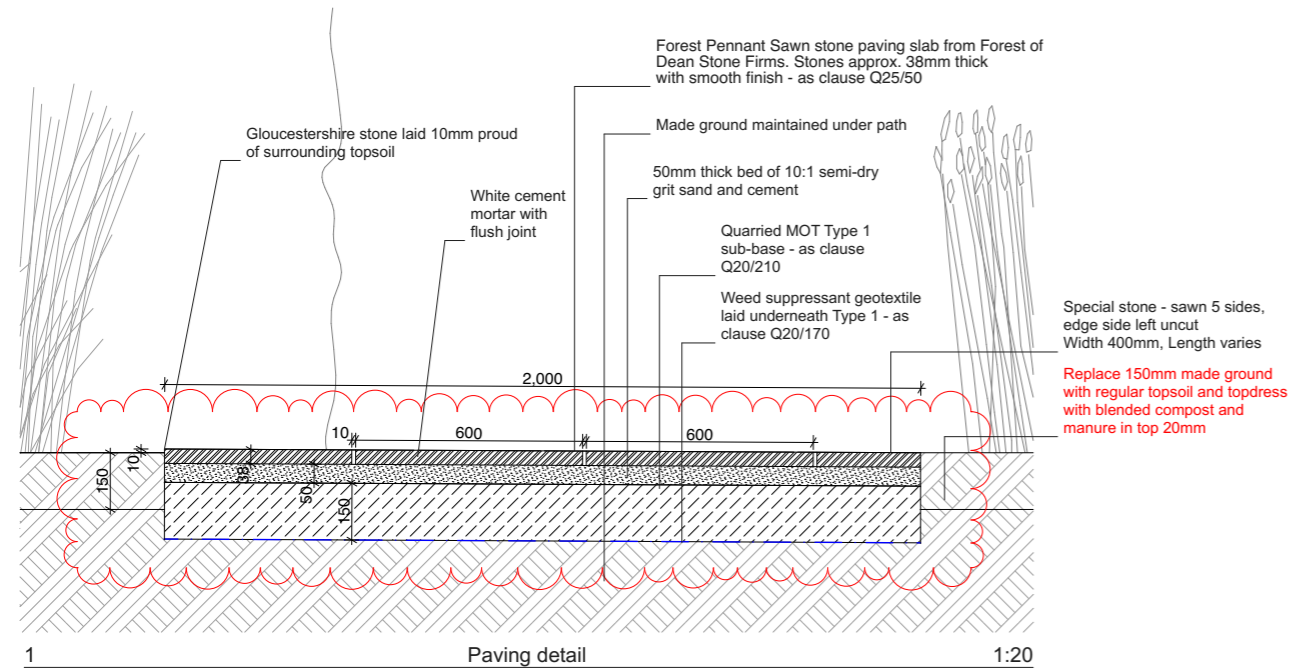 Forest Pennant Sawn stone paving slab from Forest of
Dean Stone Firms. Stones approx. 38mm thick
with smooth finish - as clause Q25/50
Made ground maintained under path
Gloucestershire stone laid 10mm proud
of surrounding topsoil
50mm thick bed of 10:1 semi-dry
grit sand and cement
White cement
mortar with
flush joint
Quarried MOT Type 1
sub-base - as clause
Q20/210
Weed suppressant geotextile
laid underneath Type 1 - as
clause Q20/170
Special stone - sawn 5 sides,
edge side left uncut
Width 400mm, Length varies
Replace 150mm made ground
with regular topsoil and topdress
with blended compost and
manure in top 20mm
2,000
10
600
600
150
10
38
50
150
1
Paving detail
1:20